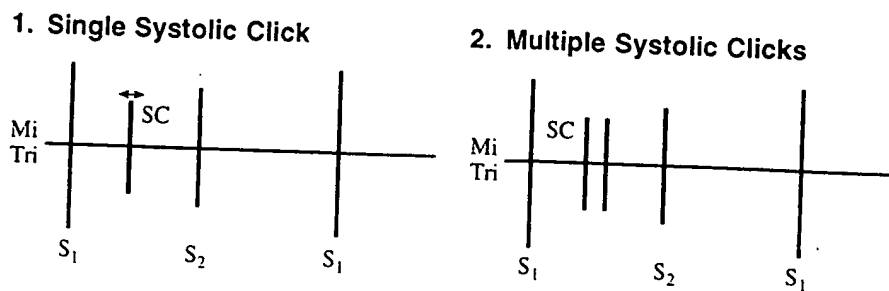 1. Single Systolic Click
SC
Mi
Tri
S₁ S₂ S₁
2. Multiple Systolic Clicks
SC
Mi
Tri
S₁ S₂ S₁